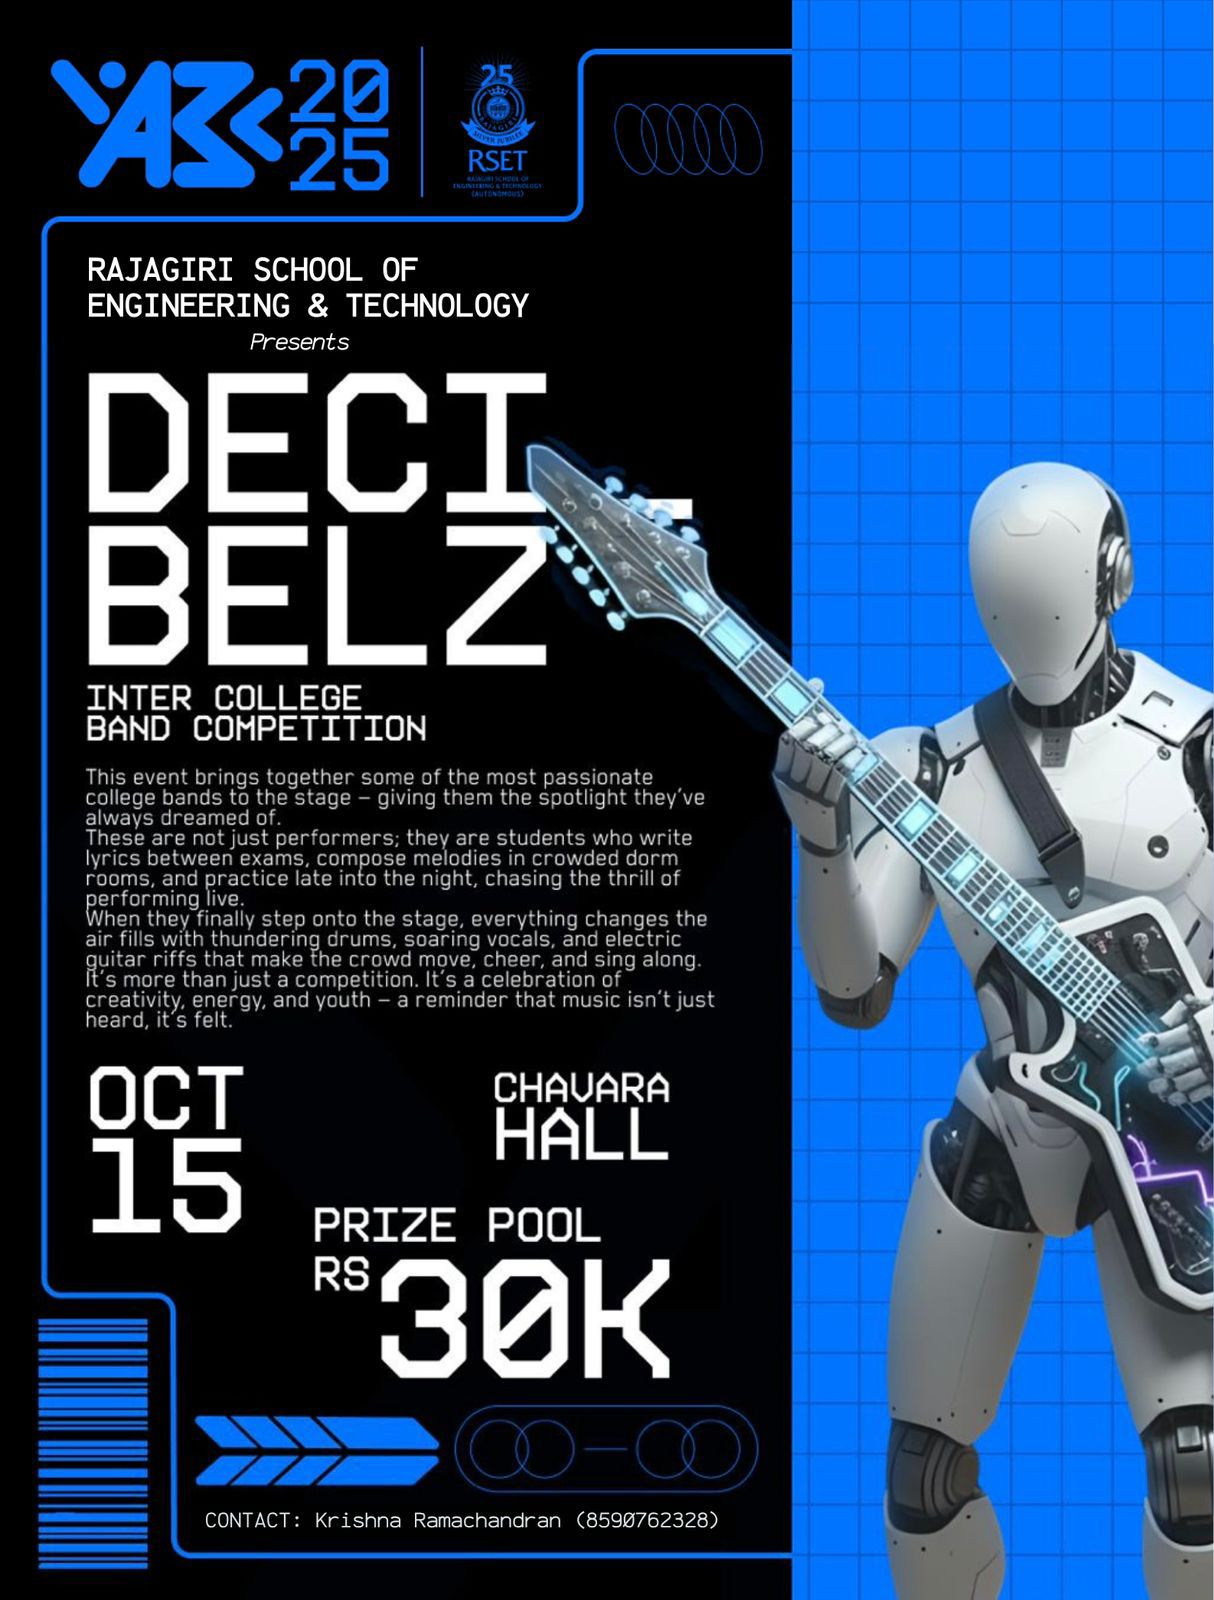 YAZ< 20
25
25
RAJAGIRI
SILVER JUBILEE
RSET
RAJAGIRI SCHOOL OF
ENGINEERING & TECHNOLOGY
(AUTONOMOUS)
RAJAGIRI SCHOOL OF
ENGINEERING & TECHNOLOGY
Presents
DECI_
BELZ
INTER COLLEGE
BAND COMPETITION
This event brings together some of the most passionate
college bands to the stage – giving them the spotlight they've
always dreamed of.
These are not just performers; they are students who write
lyrics between exams, compose melodies in crowded dorm
rooms, and practice late into the night, chasing the thrill of
performing live.
When they finally step onto the stage, everything changes the
air fills with thundering drums, soaring vocals, and electric
guitar riffs that make the crowd move, cheer, and sing along.
It's more than just a competition. It's a celebration of
creativity, energy, and youth – a reminder that music isn't just
heard, it's felt.
OCT
15
CHAVARA
HALL
PRIZE POOL
RS 30K
CONTACT: Krishna Ramachandran (8590762328)